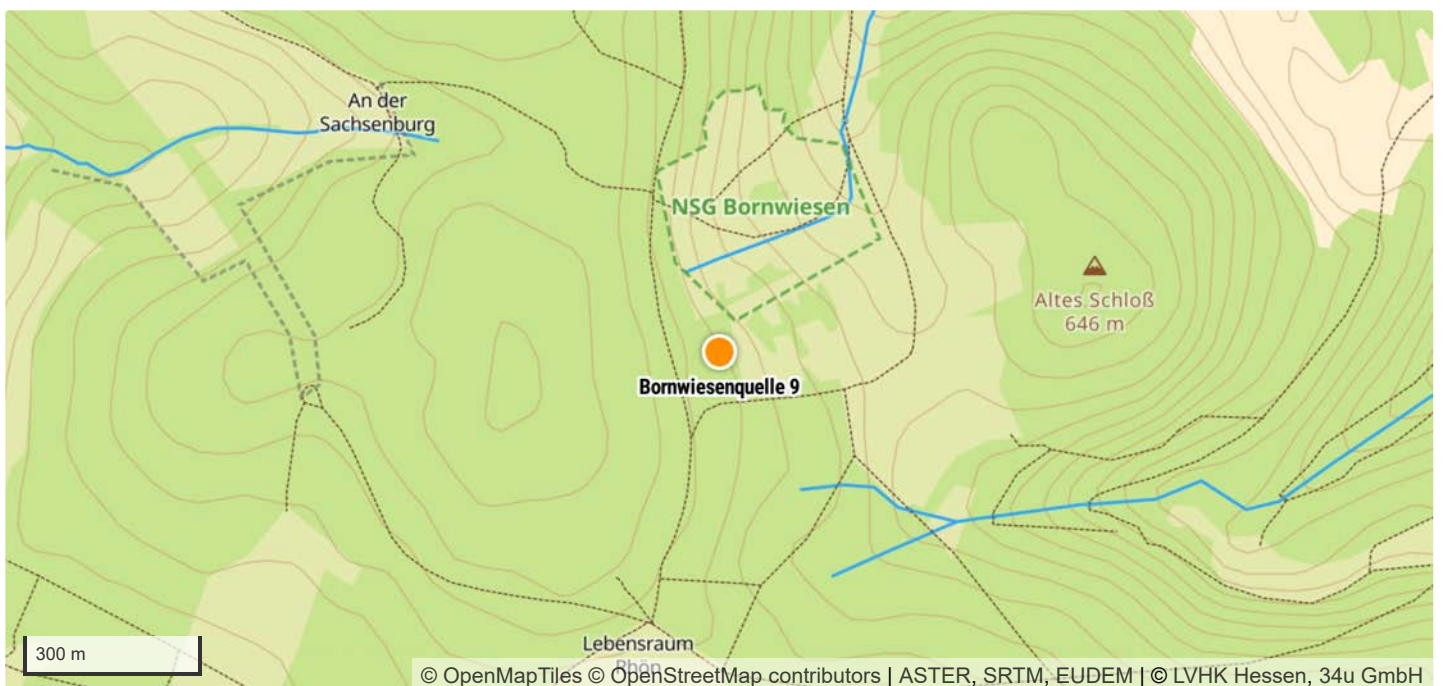 An der
Sachsenburg
NSG Bornwiesen
Altes Schloß
646 m
Bornwiesenquelle 9
Lebensraum
Rhön
300 m
© OpenMapTiles © OpenStreetMap contributors | ASTER, SRTM, EUDEM | © LVHK Hessen, 34u GmbH